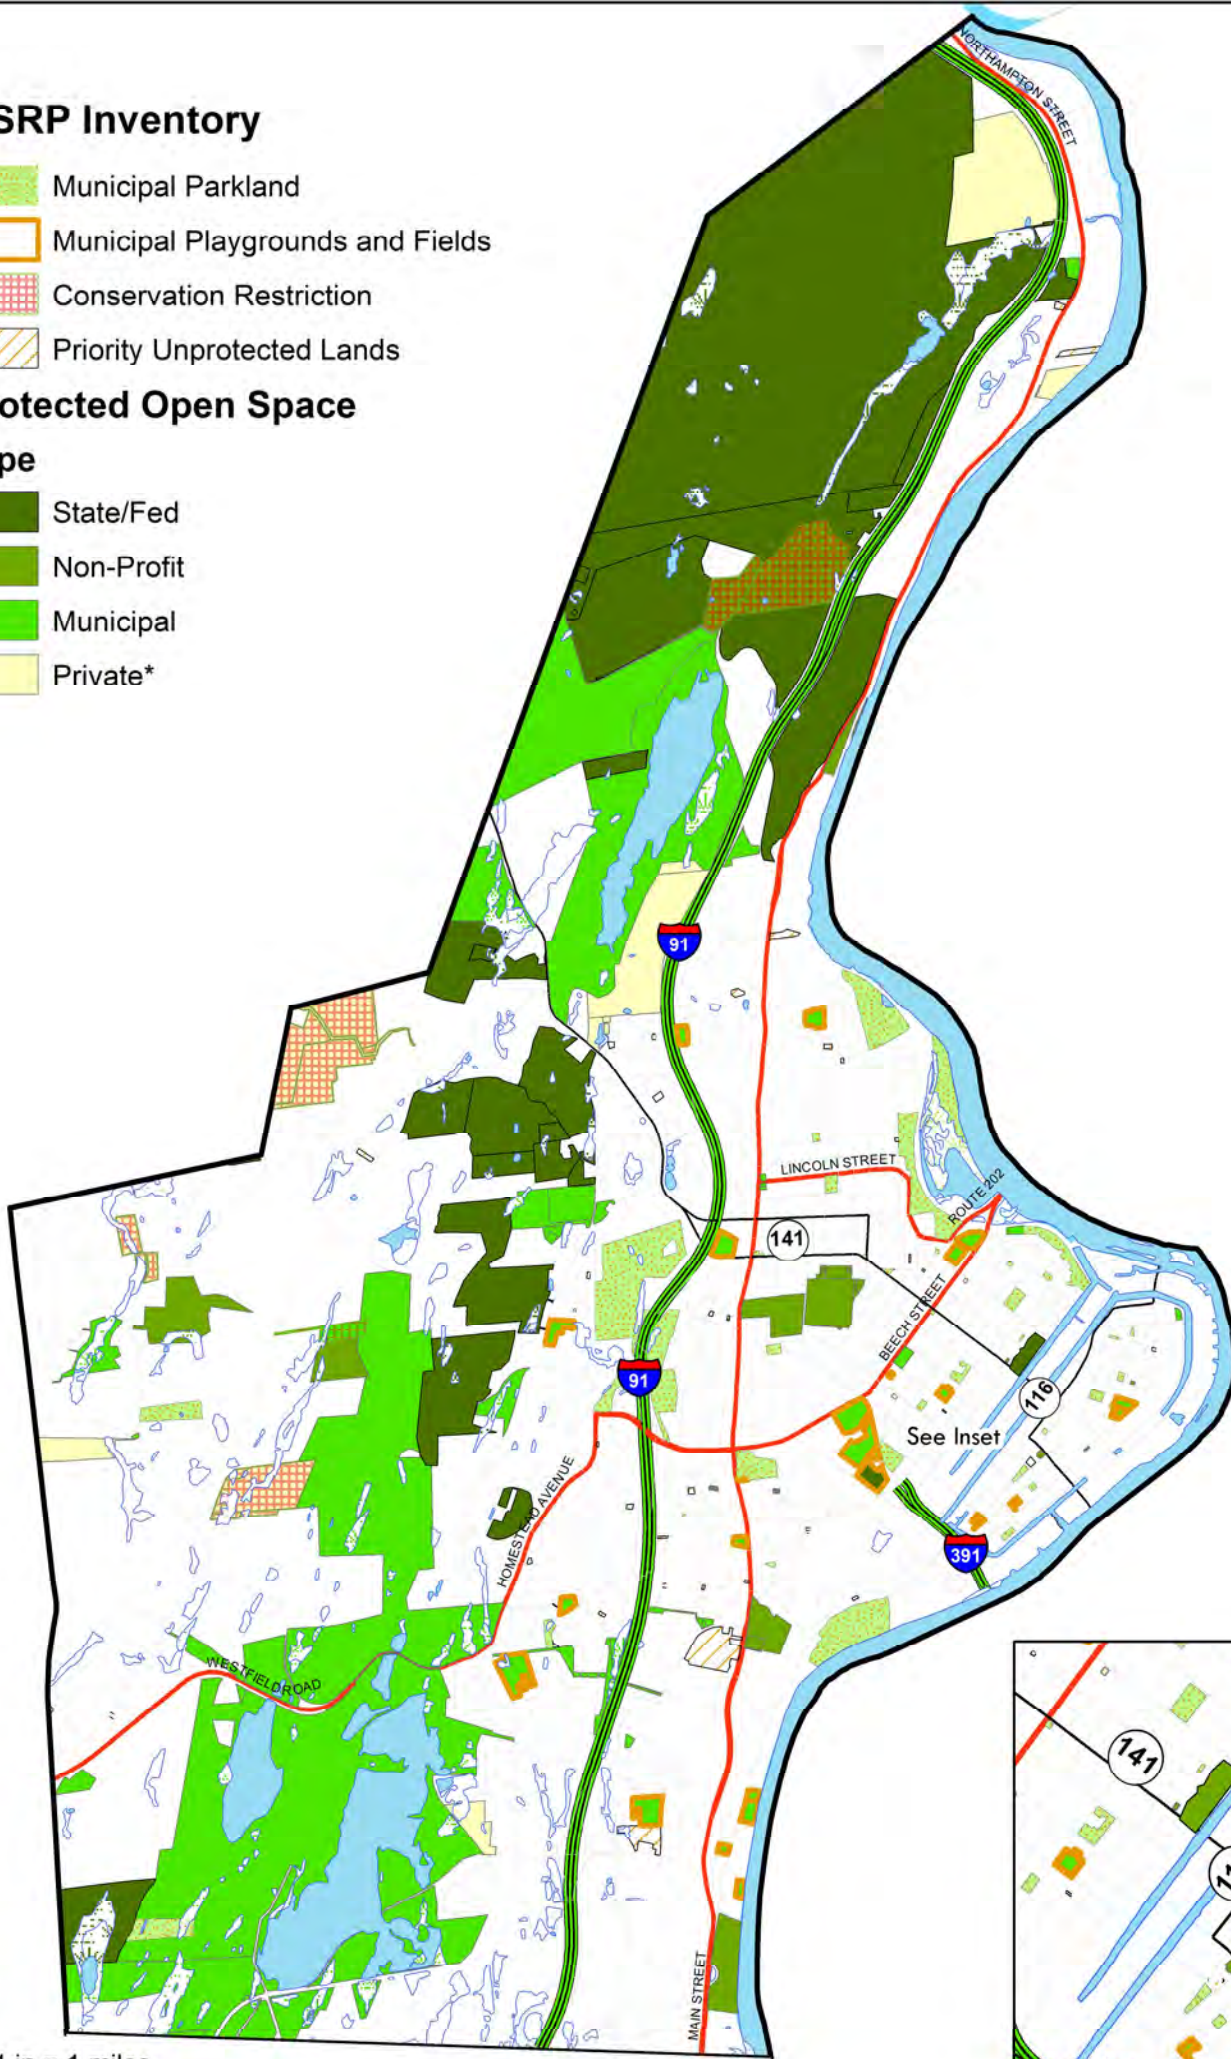 SRP Inventory
Municipal Parkland
Municipal Playgrounds and Fields
Conservation Restriction
Priority Unprotected Lands
otected Open Space
pe
State/Fed
Non-Profit
Municipal
Private*
NORTHAMPTON STREET
91
LINCOLN STREET
ROUTE 202
141
BEECH STREET
91
116
See Inset
HOMESTEAD AVENUE
391
WESTFIELD ROAD
141
MAIN STREET